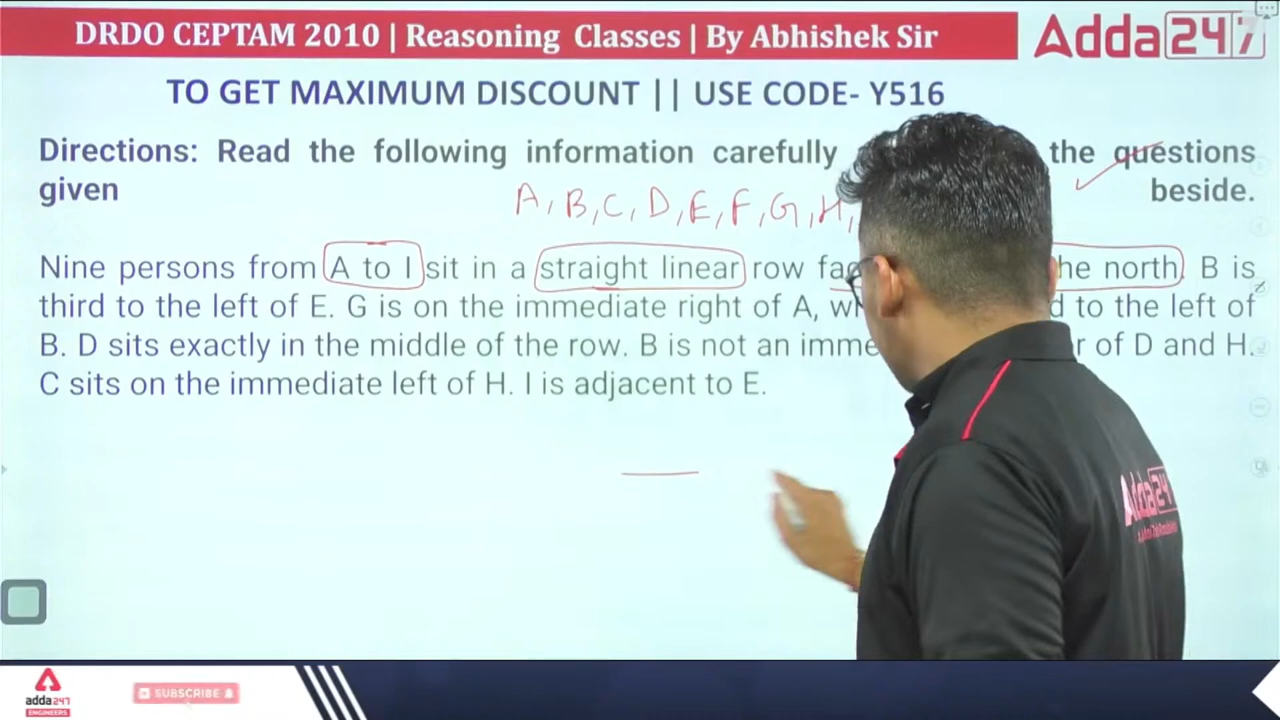 DRDO CEPTAM 2010 | Reasoning Classes | By Abhishek Sir
Adda 247
TO GET MAXIMUM DISCOUNT || USE CODE- Y516
Directions: Read the following information carefully the questions
given beside.
A, B, C, D, E, F, G, H,
Nine persons from A to I sit in a straight linear row the north. B is
third to the left of E. G is on the immediate right of A, to the left of
B. D sits exactly in the middle of the row. B is not an of D and H.
C sits on the immediate left of H. I is adjacent to E.
Adda247
adda247
ENGINEERS
SUBSCRIBE